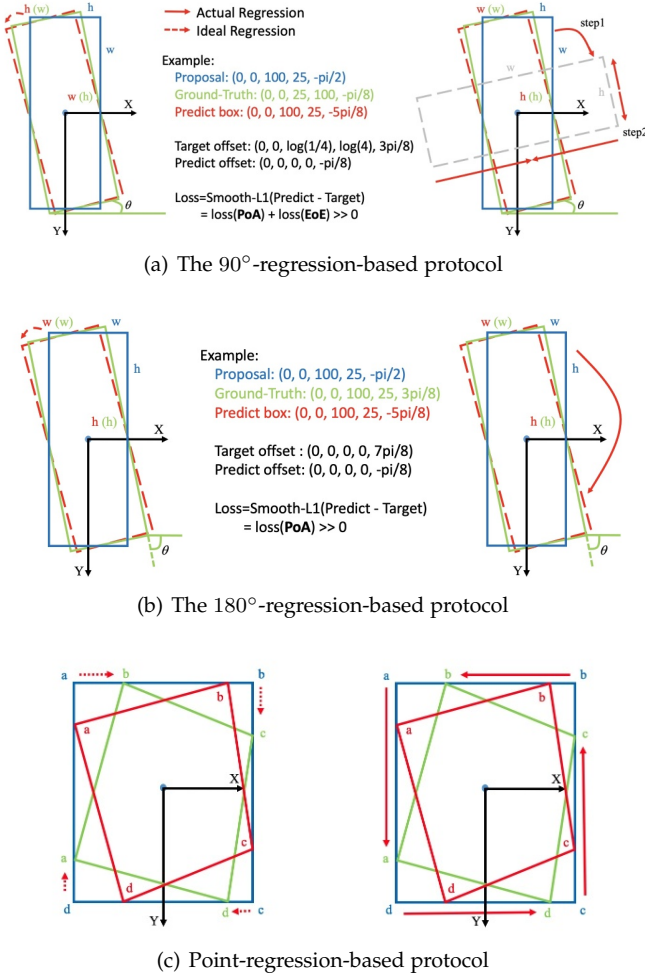 h (w)
h
w
w (h)
X
Y
θ
Actual Regression
Ideal Regression
Example:
Proposal: (0, 0, 100, 25, -pi/2)
Ground-Truth: (0, 0, 25, 100, -pi/8)
Predict box: (0, 0, 100, 25, -5pi/8)
Target offset: (0, 0, log(1/4), log(4), 3pi/8)
Predict offset: (0, 0, 0, 0, -pi/8)
Loss=Smooth-L1(Predict - Target)
= loss(PoA) + loss(EoE) >> 0
w (w)
h
step1
w
w
h
h (h)
X
step2
Y
θ
(a) The 90°-regression-based protocol
w (w)
w
h
h (h)
X
Y
θ
Example:
Proposal: (0, 0, 100, 25, -pi/2)
Ground-Truth: (0, 0, 100, 25, 3pi/8)
Predict box: (0, 0, 100, 25, -5pi/8)
Target offset : (0, 0, 0, 0, 7pi/8)
Predict offset: (0, 0, 0, 0, -pi/8)
Loss=Smooth-L1(Predict - Target)
= loss(PoA) >> 0
w (w)
w
h
h (h)
X
Y
θ
(b) The 180°-regression-based protocol
a
b
b
b
a
c
X
c
a
d
d
Y
d
c
a
b
b
b
a
c
X
c
a
d
d
Y
d
c
(c) Point-regression-based protocol